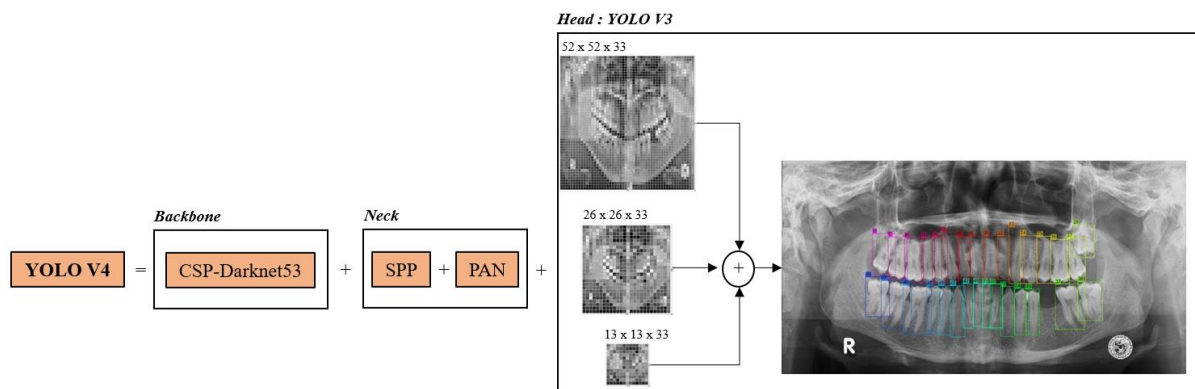 Head : YOLO V3
52 x 52 x 33
26 x 26 x 33
13 x 13 x 33
Backbone
Neck
YOLO V4 = CSP-Darknet53 + SPP + PAN + +
R